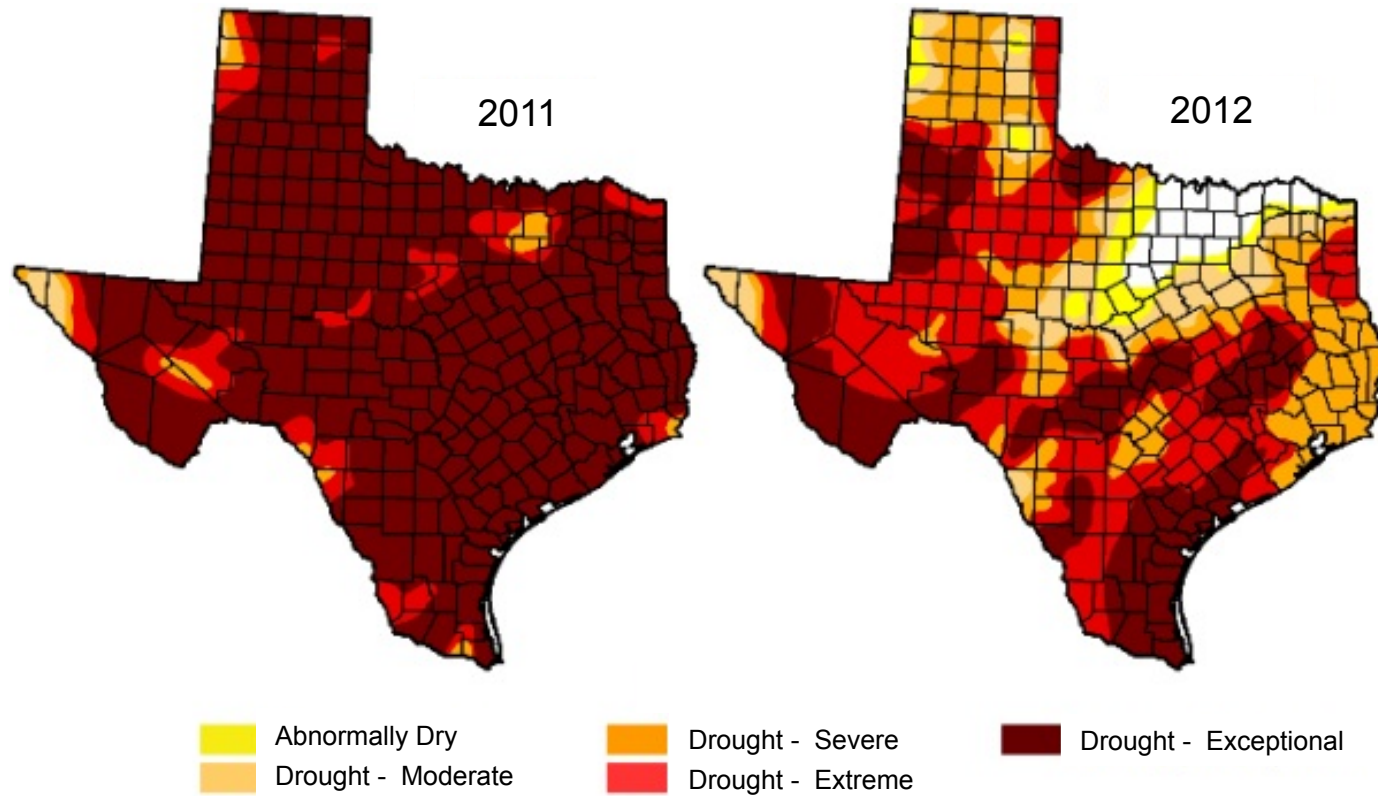 2011
2012
Abnormally Dry
Drought - Severe
Drought - Exceptional
Drought - Moderate
Drought - Extreme